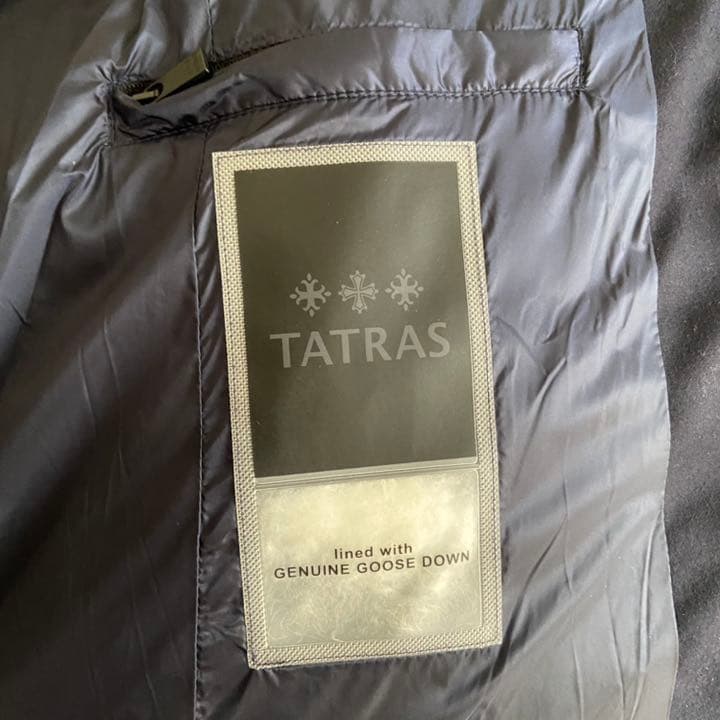 TATRAS
lined with
GENUINE GOOSE DOWN